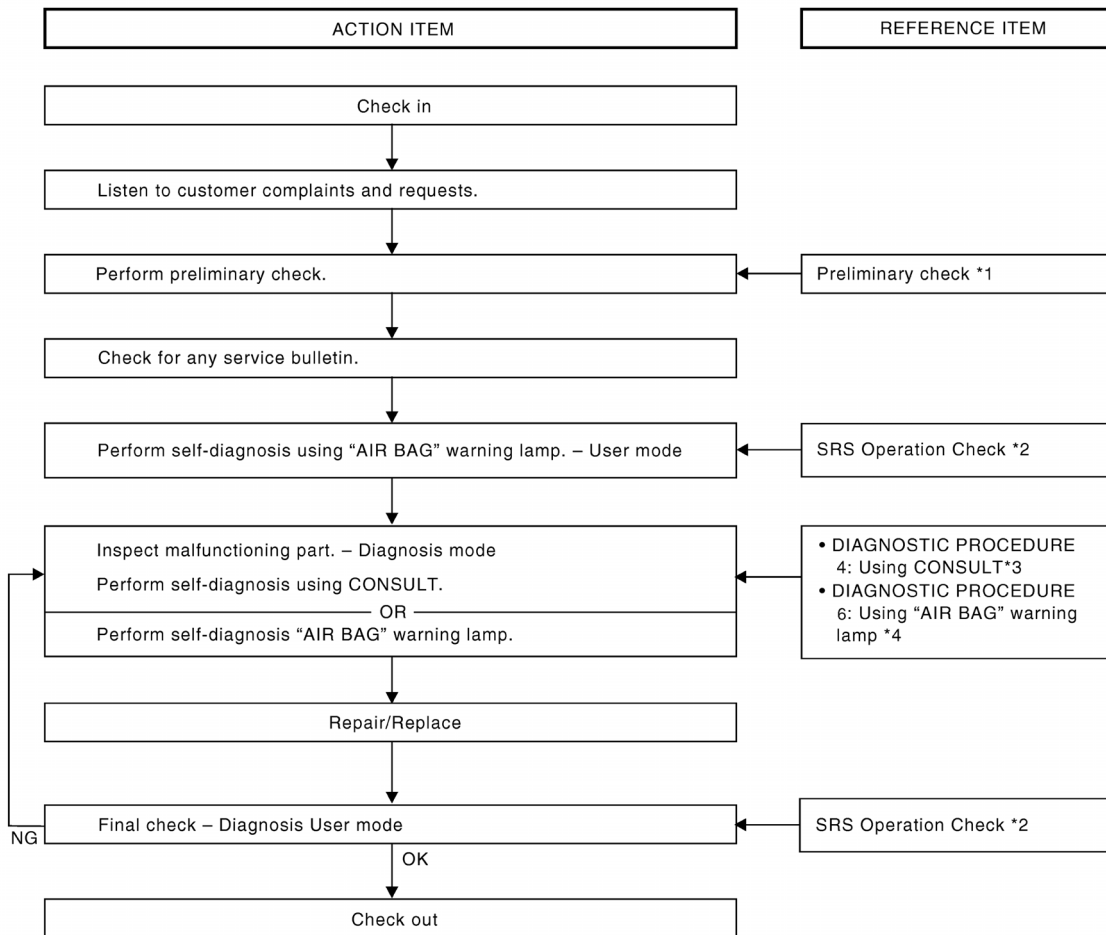 ACTION ITEM
REFERENCE ITEM
Check in
Listen to customer complaints and requests.
Perform preliminary check.
Preliminary check *1
Check for any service bulletin.
Perform self-diagnosis using “AIR BAG” warning lamp. – User mode
SRS Operation Check *2
Inspect malfunctioning part. – Diagnosis mode
Perform self-diagnosis using CONSULT.
OR
Perform self-diagnosis “AIR BAG” warning lamp.
• DIAGNOSTIC PROCEDURE
4: Using CONSULT*3
• DIAGNOSTIC PROCEDURE
6: Using “AIR BAG” warning
lamp *4
Repair/Replace
Final check – Diagnosis User mode
SRS Operation Check *2
NG
OK
Check out